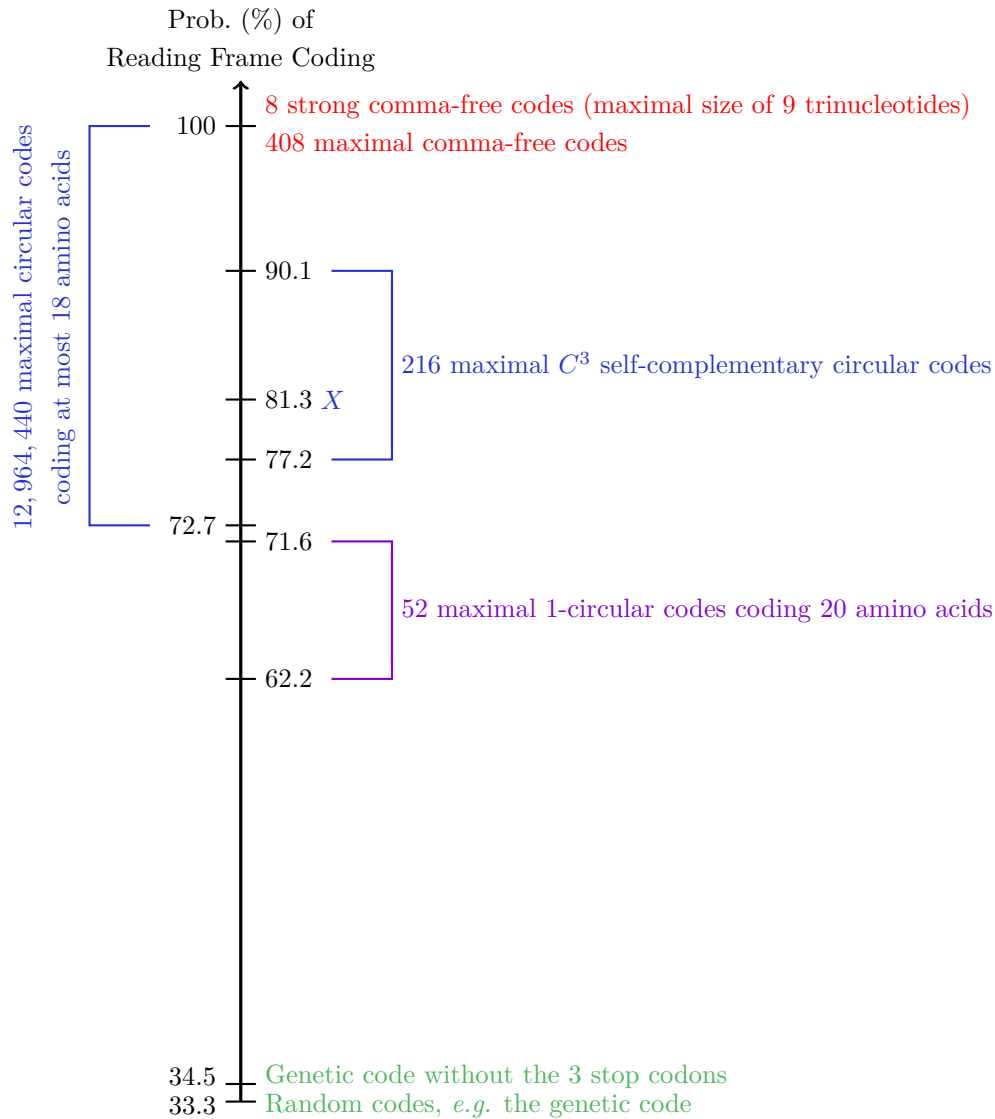 Prob. (%) of
Reading Frame Coding
8 strong comma-free codes (maximal size of 9 trinucleotides)
100
408 maximal comma-free codes
12,964,440 maximal circular codes
coding at most 18 amino acids
90.1
216 maximal C³ self-complementary circular codes
81.3 X
77.2
72.7
71.6
52 maximal 1-circular codes coding 20 amino acids
62.2
34.5 Genetic code without the 3 stop codons
33.3 Random codes, e.g. the genetic code